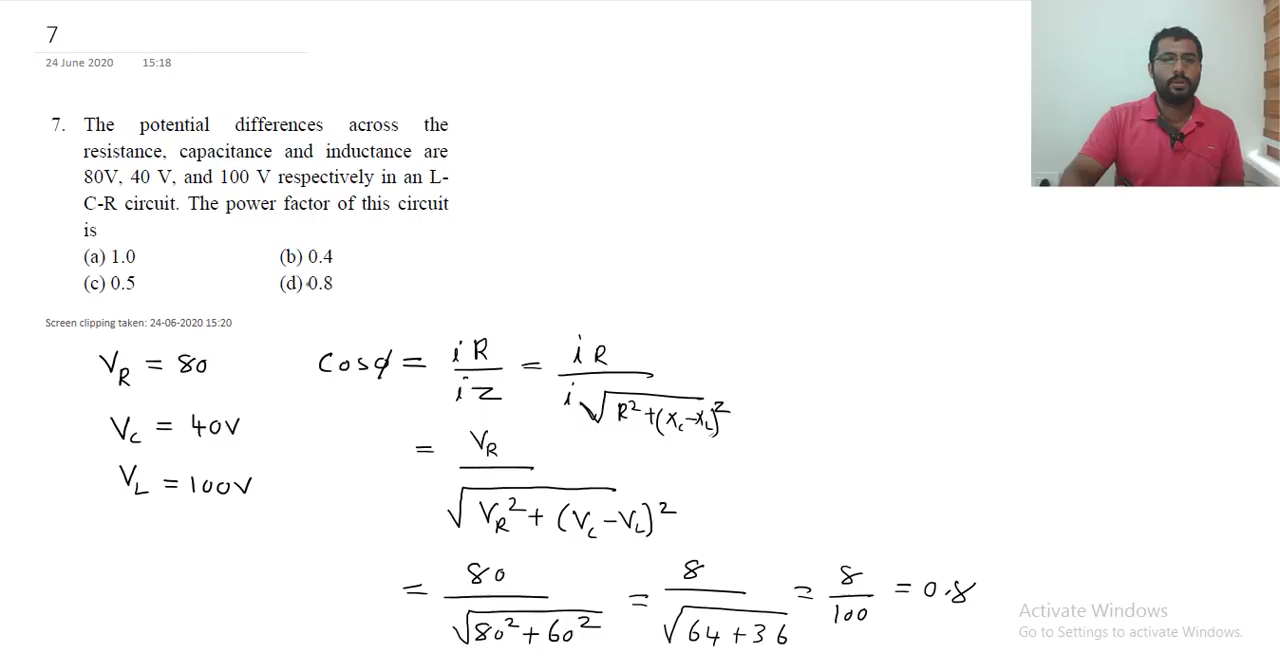 7
24 June 2020 15:18
7. The potential differences across the
resistance, capacitance and inductance are
80V, 40 V, and 100 V respectively in an L-
C-R circuit. The power factor of this circuit
is
(a) 1.0 (b) 0.4
(c) 0.5 (d) 0.8
Screen clipping taken: 24-06-2020 15:20
V_R = 80
V_C = 40V
V_L = 100V
Cosφ = iR / iZ = iR / i√(R² + (X_C - X_L)²)
= V_R / √(V_R² + (V_C - V_L)²)
= 80 / √(80² + 60²) = 8 / √(64 + 36) = 8 / 100 = 0.8
Activate Windows
Go to Settings to activate Windows.